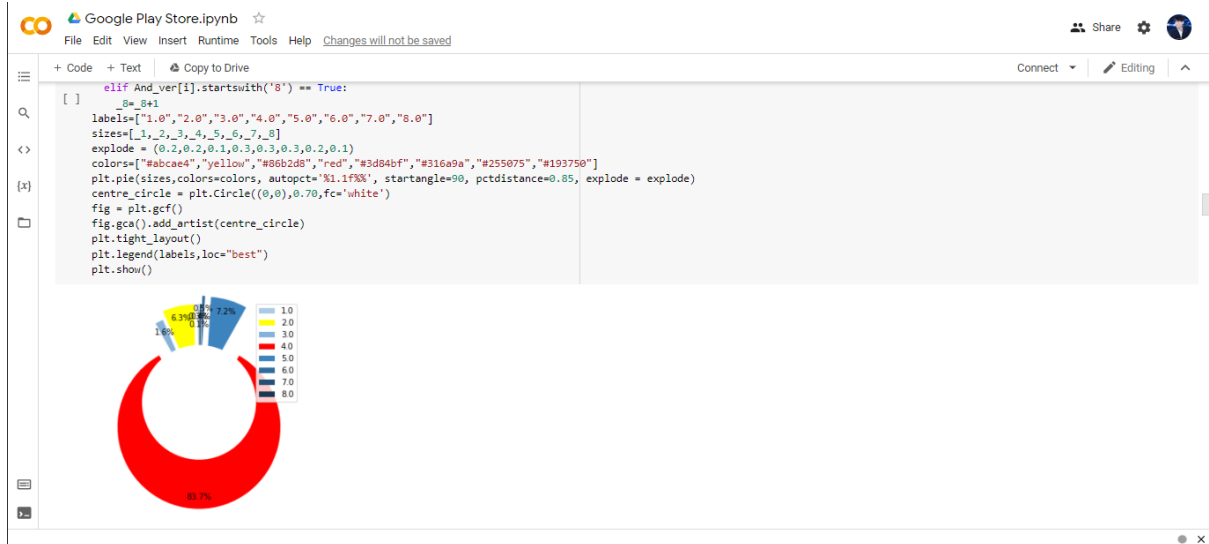 Google Play Store.ipynb
File Edit View Insert Runtime Tools Help Changes will not be saved
Share
+ Code + Text Copy to Drive
Connect Editing
elif And_ver[i].startswith('8') == True:
[ ] _8=_8+1
labels=["1.0","2.0","3.0","4.0","5.0","6.0","7.0","8.0"]
sizes=[_1,_2,_3,_4,_5,_6,_7,_8]
explode = (0.2,0.2,0.1,0.3,0.3,0.3,0.2,0.1)
colors=["#abcae4","yellow","#86b2d8","red","#3d84bf","#316a9a","#255075","#193750"]
plt.pie(sizes,colors=colors, autopct='%1.1f%%', startangle=90, pctdistance=0.85, explode = explode)
centre_circle = plt.Circle((0,0),0.70,fc='white')
fig = plt.gcf()
fig.gca().add_artist(centre_circle)
plt.tight_layout()
plt.legend(labels,loc="best")
plt.show()
0.5%
6.3% 7.2%
0.1%
1.6%
1.0
2.0
3.0
4.0
5.0
6.0
7.0
8.0
83.7%